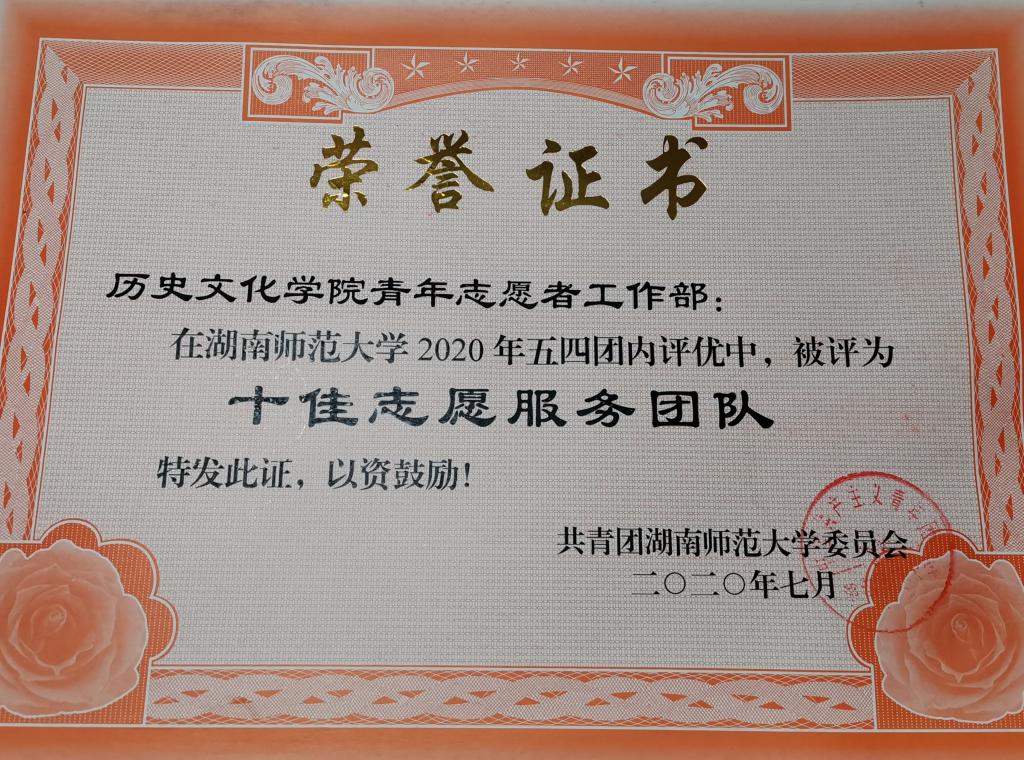 荣誉证书
历史文化学院青年志愿者工作部：
在湖南师范大学2020年五四团内评优中，被评为
十佳志愿服务团队
特发此证，以资鼓励！
共青团湖南师范大学委员会
二〇二〇年七月